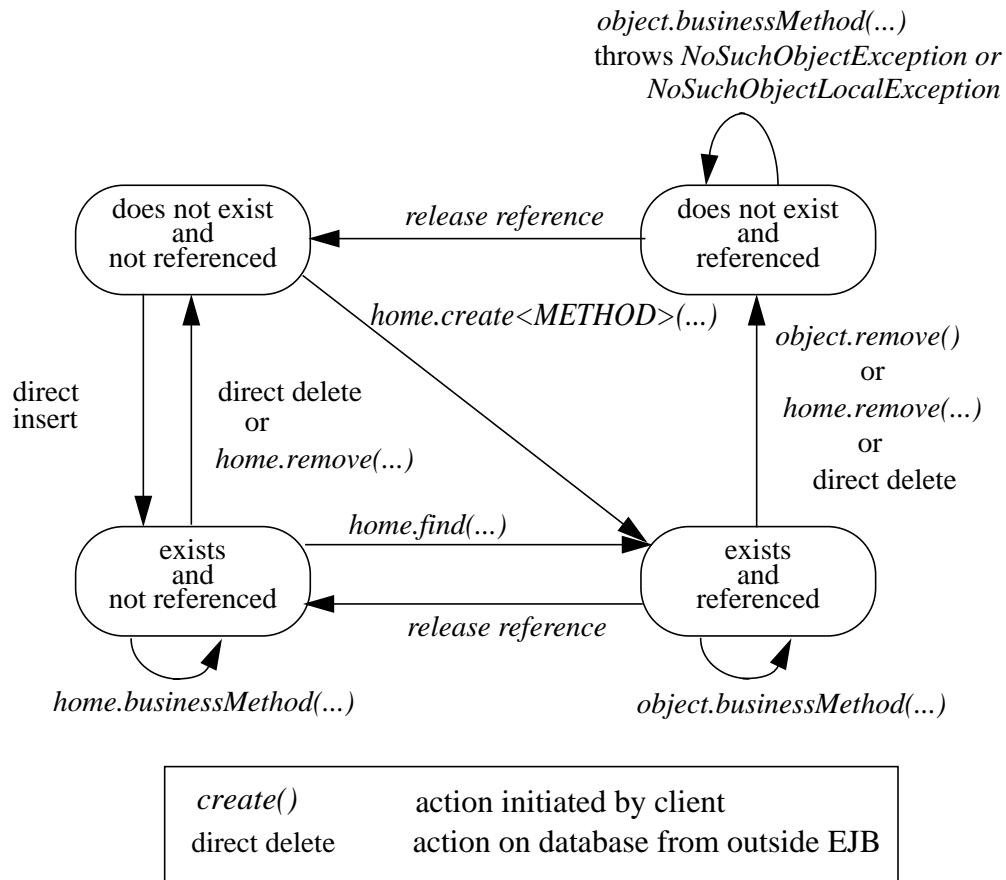 object.businessMethod(...)
throws NoSuchObjectException or
NoSuchObjectLocalException
does not exist
and
not referenced
release reference
does not exist
and
referenced
home.create<METHOD>(...)
direct
insert
direct delete
or
home.remove(...)
object.remove()
or
home.remove(...)
or
direct delete
exists
and
not referenced
home.find(...)
release reference
exists
and
referenced
home.businessMethod(...)
object.businessMethod(...)
create() action initiated by client
direct delete action on database from outside EJB